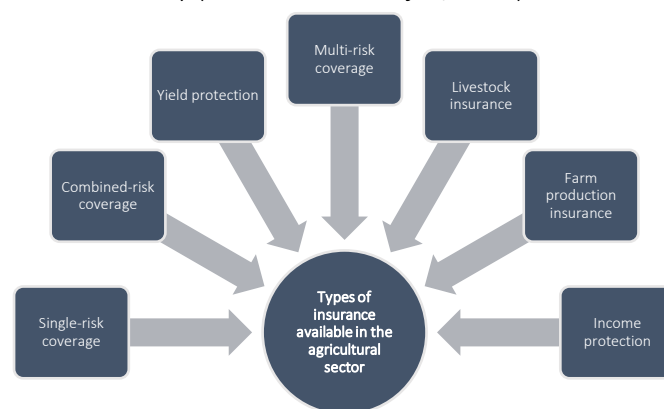 Multi-risk
coverage
Yield protection
Livestock
insurance
Combined-risk
coverage
Farm
production
insurance
Single-risk
coverage
Types of
insurance
available in the
agricultural
sector
Income
protection